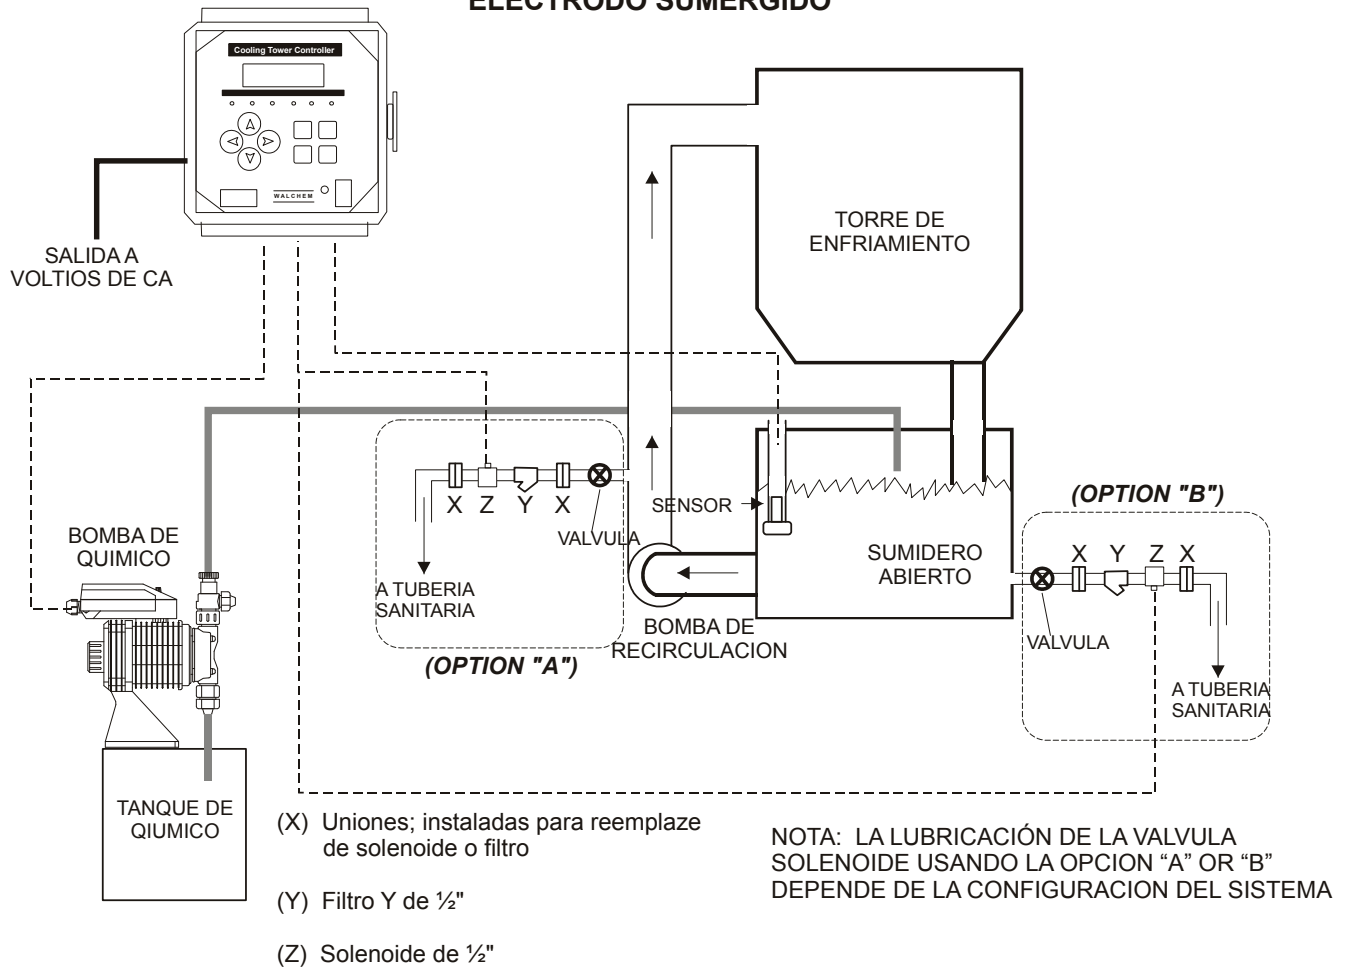 ELECTRODO SUMERGIDO
Cooling Tower Controller
WALCHEM
SALIDA A
VOLTIOS DE CA
TORRE DE
ENFRIAMIENTO
X Z Y X
VALVULA
SENSOR
A TUBERIA
SANITARIA
(OPTION "A")
BOMBA DE
QUIMICO
SUMIDERO
ABIERTO
BOMBA DE
RECIRCULACION
(OPTION "B")
X Y Z X
VALVULA
A TUBERIA
SANITARIA
TANQUE DE
QIUMICO
(X) Uniones; instaladas para reemplaze
de solenoide o filtro
(Y) Filtro Y de ½"
(Z) Solenoide de ½"
NOTA: LA LUBRICACIÓN DE LA VALVULA
SOLENOIDE USANDO LA OPCION “A” OR “B”
DEPENDE DE LA CONFIGURACION DEL SISTEMA